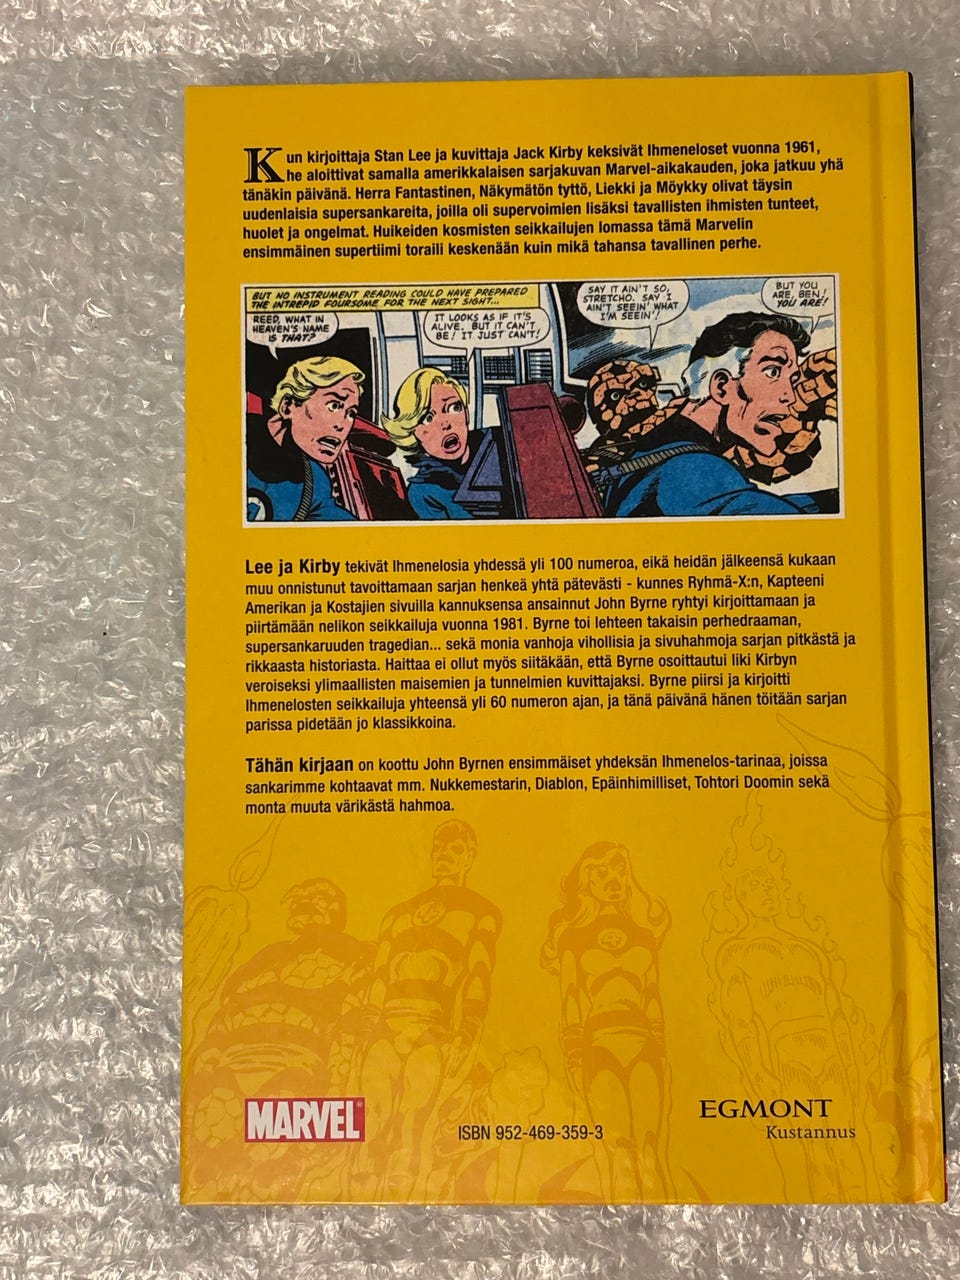 Kun kirjoittaja Stan Lee ja kuvittaja Jack Kirby keksivät Ihmeneloset vuonna 1961,
he aloittivat samalla amerikkalaisen sarjakuvan Marvel-aikakauden, joka jatkuu yhä
tänäkin päivänä. Herra Fantastinen, Näkymätön tyttö, Liekki ja Möykky olivat täysin
uudenlaisia supersankareita, joilla oli supervoimien lisäksi tavallisten ihmisten tunteet,
huolet ja ongelmat. Huikeiden kosmisten seikkailujen lomassa tämä Marvelin
ensimmäinen supertiimi toraili keskenään kuin mikä tahansa tavallinen perhe.
BUT NO INSTRUMENT READING COULD HAVE PREPARED
THE INTREPID FOURSOME FOR THE NEXT SIGHT...
REED, WHAT IN
HEAVEN'S NAME
IS THAT?
IT LOOKS AS IF IT'S
ALIVE, BUT IT CAN'T
BE! IT JUST CAN'T!
SAY IT AIN'T SO,
STRETCHO. SAY I
AIN'T SEEIN' WHAT
I'M SEEIN'!
BUT YOU
ARE, BEN!
YOU ARE!
Lee ja Kirby tekivät Ihmenelosia yhdessä yli 100 numeroa, eikä heidän jälkeensä kukaan
muu onnistunut tavoittamaan sarjan henkeä yhtä pätevästi - kunnes Ryhmä-X:n, Kapteeni
Amerikan ja Kostajien sivuilla kannuksensa ansainnut John Byrne ryhtyi kirjoittamaan ja
piirtämään nelikon seikkailuja vuonna 1981. Byrne toi lehteen takaisin perhedraaman,
supersankaruuden tragedian... sekä monia vanhoja vihollisia ja sivuhahmoja sarjan pitkästä ja
rikkaasta historiasta. Haittaa ei ollut myös siitäkään, että Byrne osoittautui liki Kirbyn
veroiseksi ylimaallisten maisemien ja tunnelmien kuvittajaksi. Byrne piirsi ja kirjoitti
Ihmenelosten seikkailuja yhteensä yli 60 numeron ajan, ja tänä päivänä hänen töitään sarjan
parissa pidetään jo klassikkoina.
Tähän kirjaan on koottu John Byrnen ensimmäiset yhdeksän Ihmenelos-tarinaa, joissa
sankarimme kohtaavat mm. Nukkemestarin, Diablon, Epäinhimilliset, Tohtori Doomin sekä
monta muuta värikästä hahmoa.
MARVEL®
ISBN 952-469-359-3
EGMONT
Kustannus